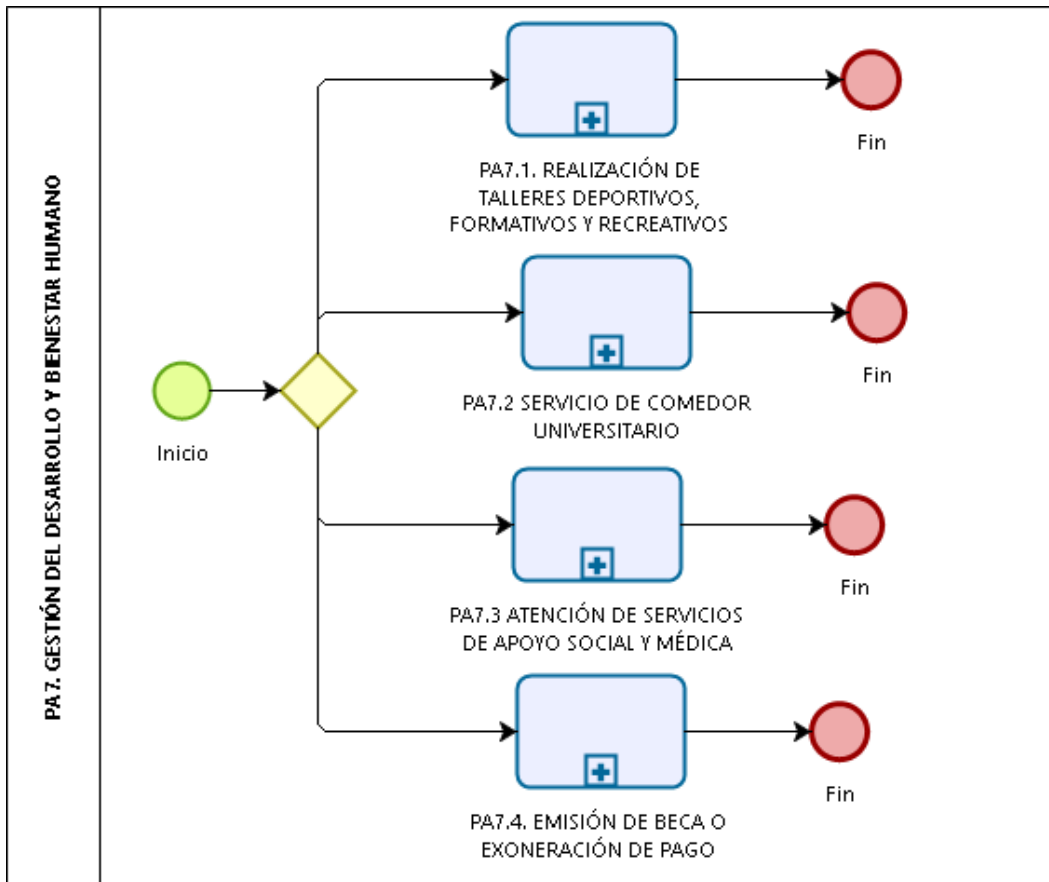 PA7. GESTIÓN DEL DESARROLLO Y BIENESTAR HUMANO
Inicio
PA7.1. REALIZACIÓN DE
TALLERES DEPORTIVOS,
FORMATIVOS Y RECREATIVOS
Fin
PA7.2 SERVICIO DE COMEDOR
UNIVERSITARIO
Fin
PA7.3 ATENCIÓN DE SERVICIOS
DE APOYO SOCIAL Y MÉDICA
Fin
PA7.4. EMISIÓN DE BECA O
EXONERACIÓN DE PAGO
Fin